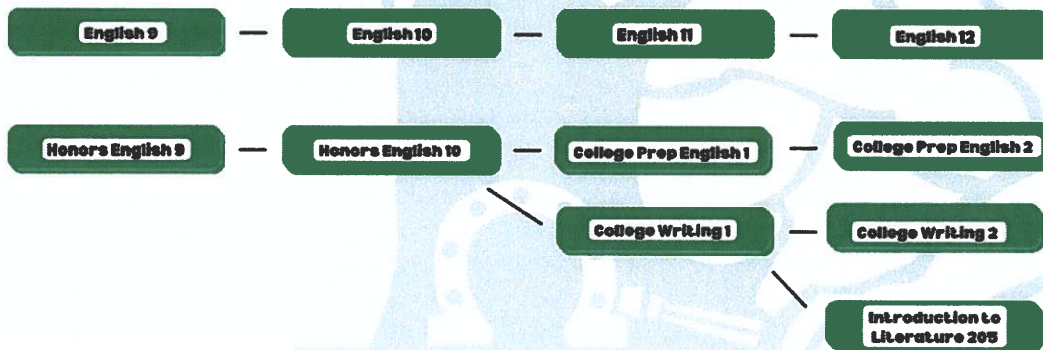 English 9
English 10
English 11
English 12
Honors English 9
Honors English 10
College Prep English 1
College Prep English 2
College Writing 1
College Writing 2
Introduction to
Literature 205